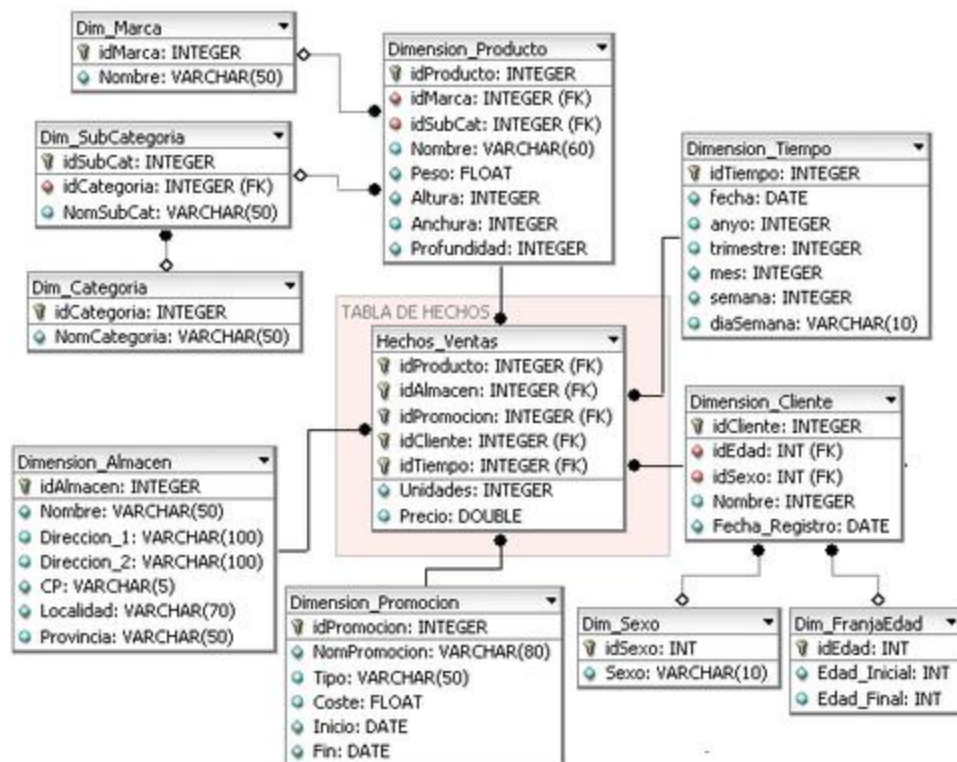 Dim_Marca
idMarca: INTEGER
Nombre: VARCHAR(50)
Dimension_Producto
idProducto: INTEGER
idMarca: INTEGER (FK)
idSubCat: INTEGER (FK)
Nombre: VARCHAR(60)
Peso: FLOAT
Altura: INTEGER
Anchura: INTEGER
Profundidad: INTEGER
Dim_SubCategoria
idSubCat: INTEGER
idCategoria: INTEGER (FK)
NomSubCat: VARCHAR(50)
Dimension_Tiempo
idTiempo: INTEGER
fecha: DATE
anyo: INTEGER
trimestre: INTEGER
mes: INTEGER
semana: INTEGER
diaSemana: VARCHAR(10)
Dim_Categoria
idCategoria: INTEGER
NomCategoria: VARCHAR(50)
TABLA DE HECHOS
Hechos_Ventas
idProducto: INTEGER (FK)
idAlmacen: INTEGER (FK)
idPromocion: INTEGER (FK)
idCliente: INTEGER (FK)
idTiempo: INTEGER (FK)
Unidades: INTEGER
Precio: DOUBLE
Dimension_Cliente
idCliente: INTEGER
idEdad: INT (FK)
idSexo: INT (FK)
Nombre: INTEGER
Fecha_Registro: DATE
Dimension_Almacen
idAlmacen: INTEGER
Nombre: VARCHAR(50)
Direccion_1: VARCHAR(100)
Direccion_2: VARCHAR(100)
CP: VARCHAR(5)
Localidad: VARCHAR(70)
Provincia: VARCHAR(50)
Dimension_Promocion
idPromocion: INTEGER
NomPromocion: VARCHAR(80)
Tipo: VARCHAR(50)
Coste: FLOAT
Inicio: DATE
Fin: DATE
Dim_Sexo
idSexo: INT
Sexo: VARCHAR(10)
Dim_FranjaEdad
idEdad: INT
Edad_Inicial: INT
Edad_Final: INT